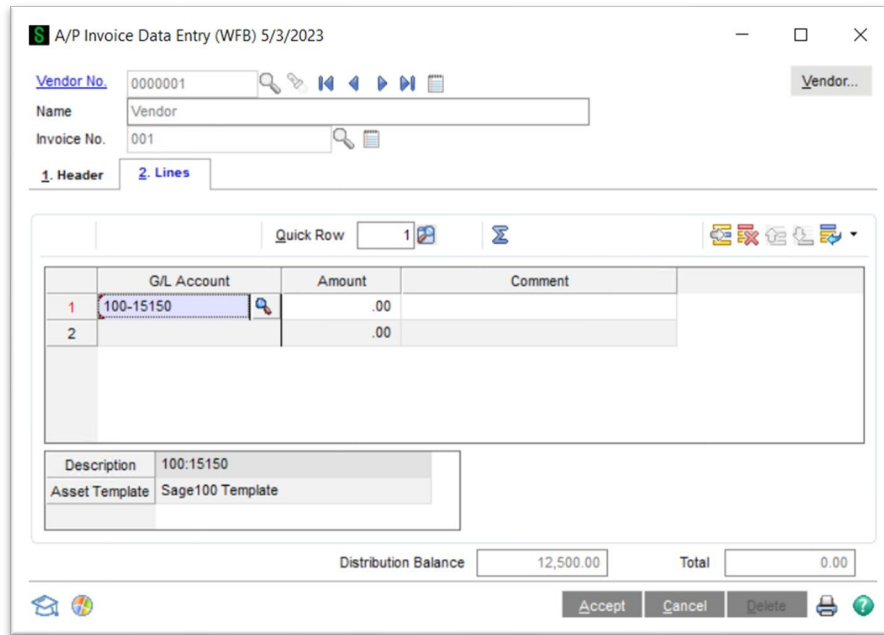 S A/P Invoice Data Entry (WFB) 5/3/2023
Vendor No. 0000001 Vendor...
Name Vendor
Invoice No. 001
1. Header 2. Lines
Quick Row 1
G/L Account Amount Comment
1 100-15150 .00
2 .00
Description 100:15150
Asset Template Sage100 Template
Distribution Balance 12,500.00 Total 0.00
Accept Cancel Delete